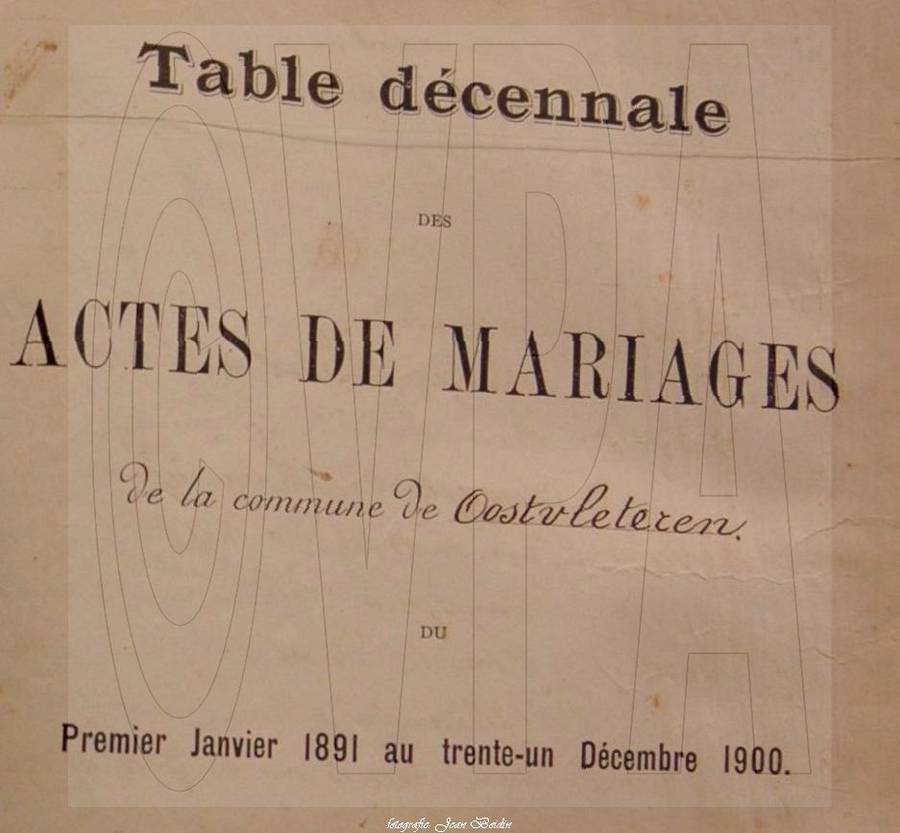 Table décennale
DES
ACTES DE MARIAGES
de la commune de Oostvleteren.
DU
Premier Janvier 1891 au trente-un Décembre 1900.
OVPA
fotografie: Joan Beidin